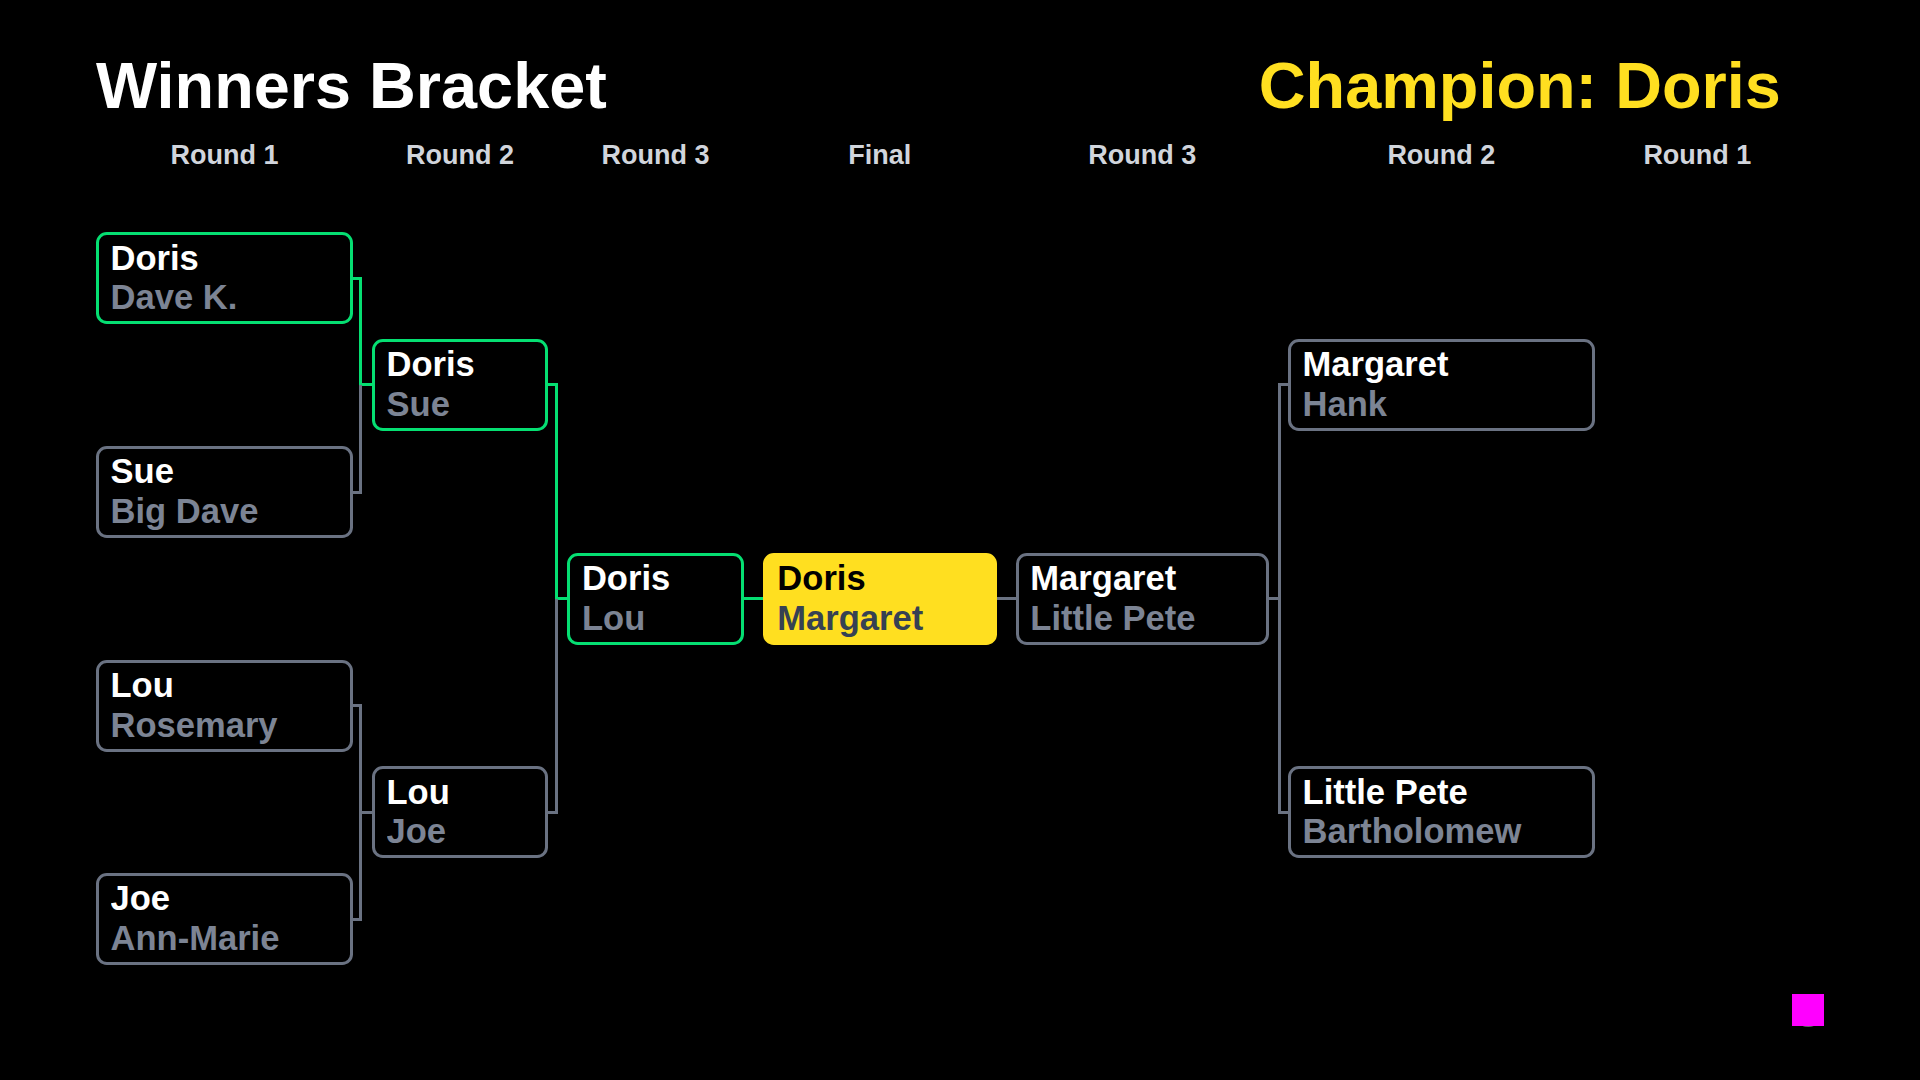 Winners Bracket
Champion: Doris
Round 1
Round 2
Round 3
Final
Round 3
Round 2
Round 1
Doris
Dave K.
Sue
Big Dave
Lou
Rosemary
Joe
Ann-Marie
Doris
Sue
Lou
Joe
Doris
Lou
Doris
Margaret
Margaret
Little Pete
Margaret
Hank
Little Pete
Bartholomew